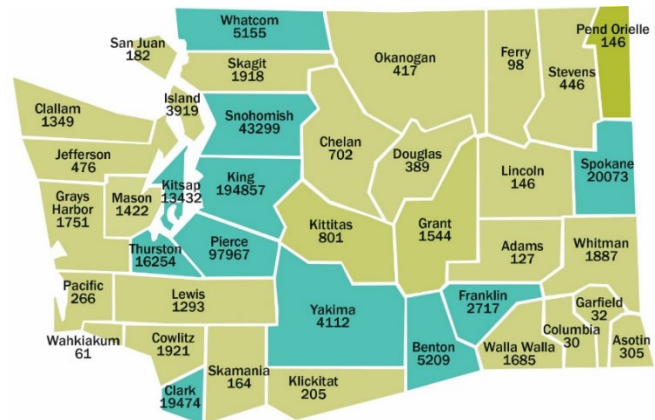 Whatcom
5155
Pend Orielle
146
San Juan
182
Skagit
1918
Okanogan
417
Ferry
98
Stevens
446
Island
3919
Clallam
1349
Snohomish
43299
Chelan
702
Douglas
389
Jefferson
476
Lincoln
146
Spokane
20073
King
194857
Kitsap
13432
Mason
1422
Grays
Harbor
1751
Kittitas
801
Grant
1544
Thurston
16254
Pierce
97967
Adams
127
Whitman
1887
Pacific
266
Lewis
1293
Yakima
4112
Franklin
2717
Garfield
32
Columbia
30
Wahkiakum
61
Cowlitz
1921
Skamania
164
Benton
5209
Walla Walla
1685
Asotin
305
Klickitat
205
Clark
19474